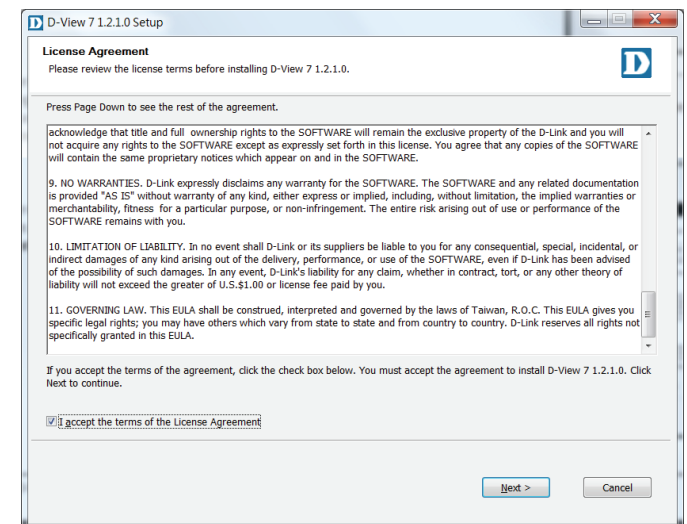 D-View 7 1.2.1.0 Setup
License Agreement
Please review the license terms before installing D-View 7 1.2.1.0.
D
Press Page Down to see the rest of the agreement.
acknowledge that title and full ownership rights to the SOFTWARE will remain the exclusive property of the D-Link and you will
not acquire any rights to the SOFTWARE except as expressly set forth in this license. You agree that any copies of the SOFTWARE
will contain the same proprietary notices which appear on and in the SOFTWARE.
9. NO WARRANTIES. D-Link expressly disclaims any warranty for the SOFTWARE. The SOFTWARE and any related documentation
is provided "AS IS" without warranty of any kind, either express or implied, including, without limitation, the implied warranties or
merchantability, fitness for a particular purpose, or non-infringement. The entire risk arising out of use or performance of the
SOFTWARE remains with you.
10. LIMITATION OF LIABILITY. In no event shall D-Link or its suppliers be liable to you for any consequential, special, incidental, or
indirect damages of any kind arising out of the delivery, performance, or use of the SOFTWARE, even if D-Link has been advised
of the possibility of such damages. In any event, D-Link's liability for any claim, whether in contract, tort, or any other theory of
liability will not exceed the greater of U.S.$1.00 or license fee paid by you.
11. GOVERNING LAW. This EULA shall be construed, interpreted and governed by the laws of Taiwan, R.O.C. This EULA gives you
specific legal rights; you may have others which vary from state to state and from country to country. D-Link reserves all rights not
specifically granted in this EULA.
If you accept the terms of the agreement, click the check box below. You must accept the agreement to install D-View 7 1.2.1.0. Click
Next to continue.
I accept the terms of the License Agreement
Next >
Cancel